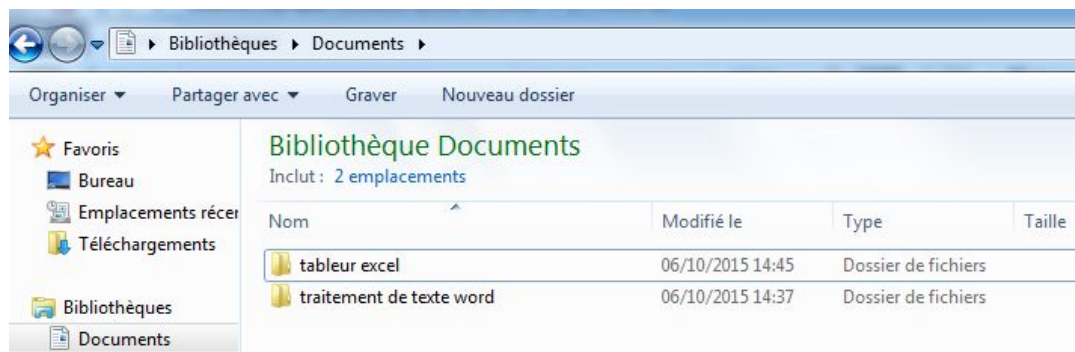 Bibliothèques Documents
Organiser Partager avec Graver Nouveau dossier
Favoris
Bureau
Emplacements récer
Téléchargements
Bibliothèques
Documents
Bibliothèque Documents
Inclut : 2 emplacements
Nom Modifié le Type Taille
tableur excel 06/10/2015 14:45 Dossier de fichiers
traitement de texte word 06/10/2015 14:37 Dossier de fichiers